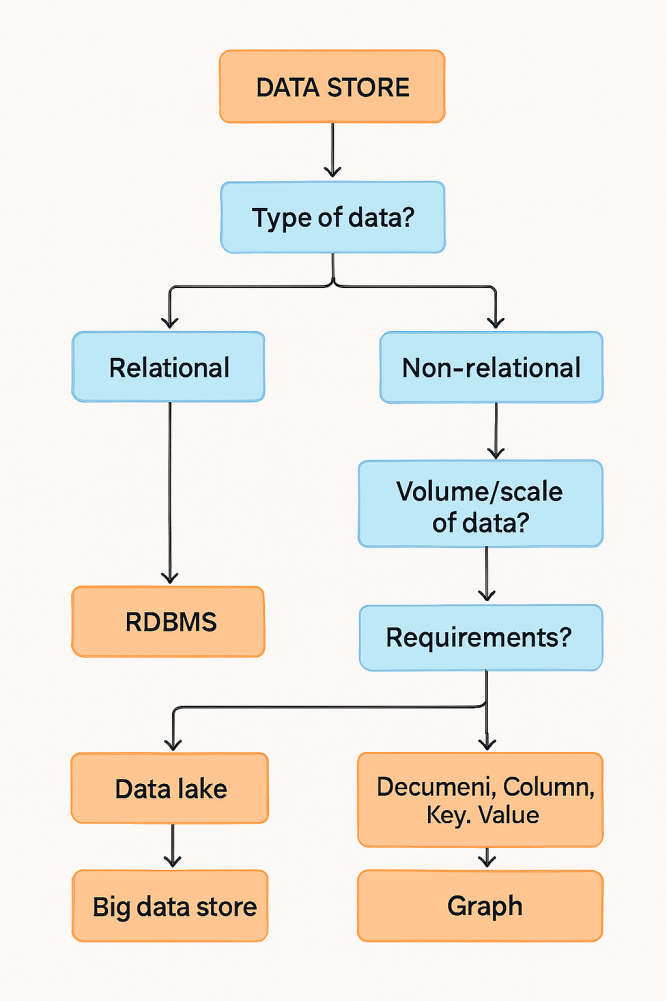 DATA STORE
Type of data?
Relational
Non-relational
Volume/scale
of data?
RDBMS
Requirements?
Data lake
Decumeni, Column,
Key. Value
Big data store
Graph